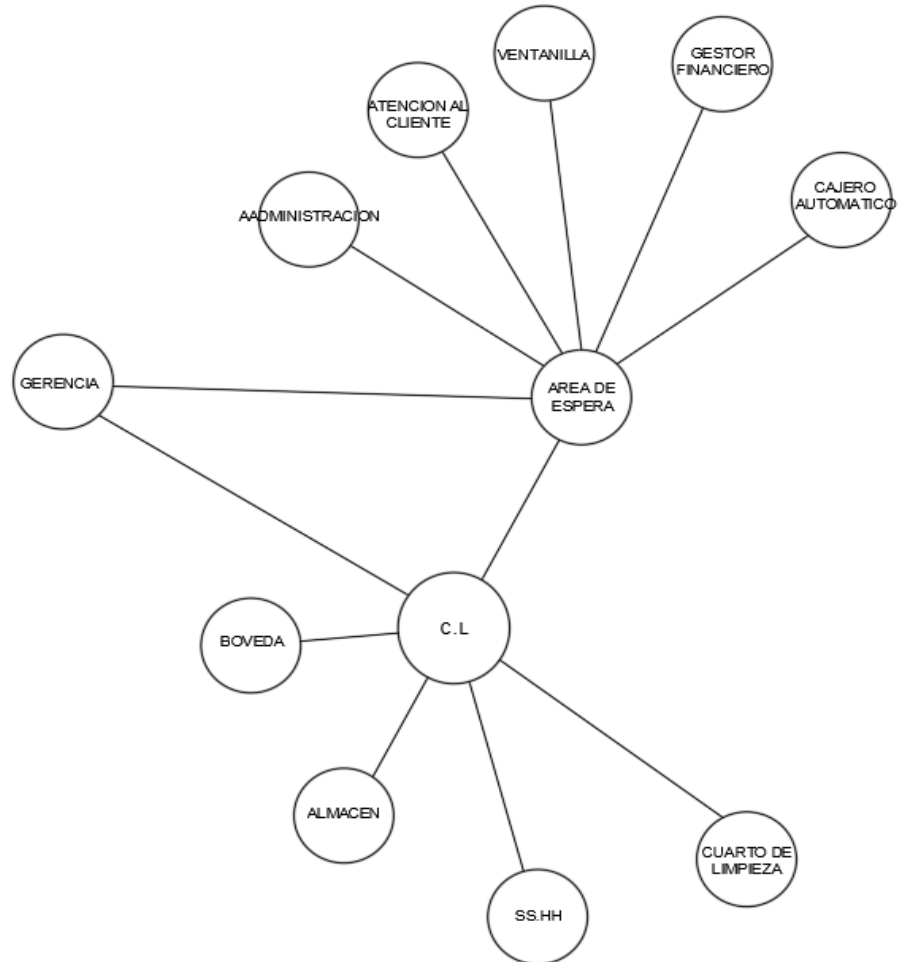 VENTANILLA
GESTOR
FINANCIERO
ATENCION AL
CLIENTE
CAJERO
AUTOMATICO
AADMINISTRACION
GERENCIA
AREA DE
ESPERA
C.L
BOVEDA
ALMACEN
CUARTO DE
LIMPIEZA
SS.HH